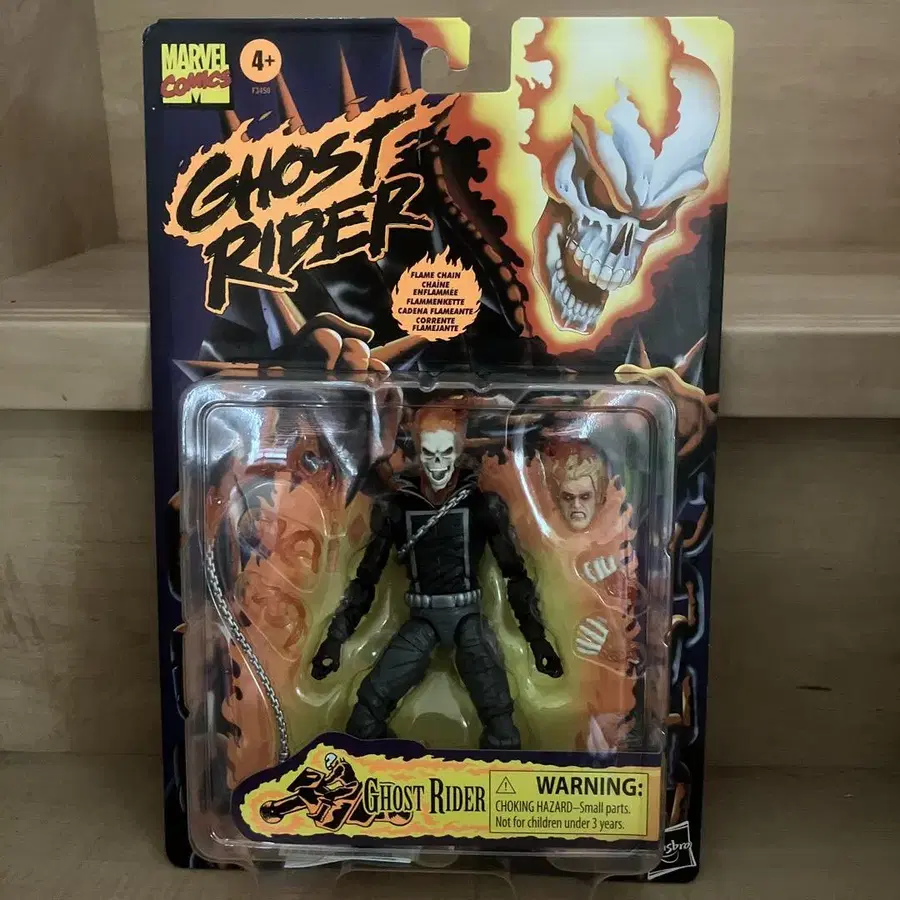 MARVEL
COMICS
4+
F3450
GHOST
RIDER
FLAME CHAIN
CHAÎNE
ENFLAMMÉE
FLAMMENKETTE
CADENA FLAMEANTE
CORRENTE
FLAMEJANTE
GHOST RIDER
WARNING:
CHOKING HAZARD–Small parts.
Not for children under 3 years.
Hasbro